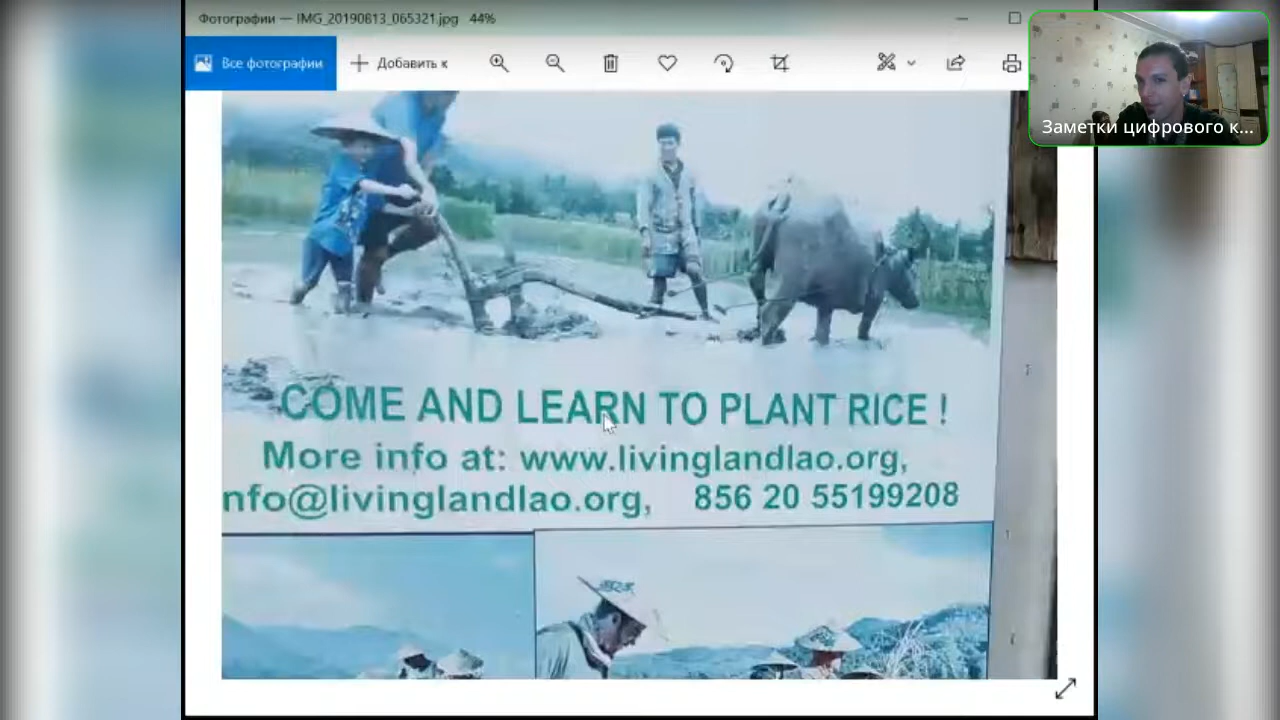 Фотографии — IMG_20190813_065321.jpg 44%
Все фотографии
Добавить к
Заметки цифрового к...
COME AND LEARN TO PLANT RICE !
More info at: www.livinglandlao.org,
nfo@livinglandlao.org, 856 20 55199208